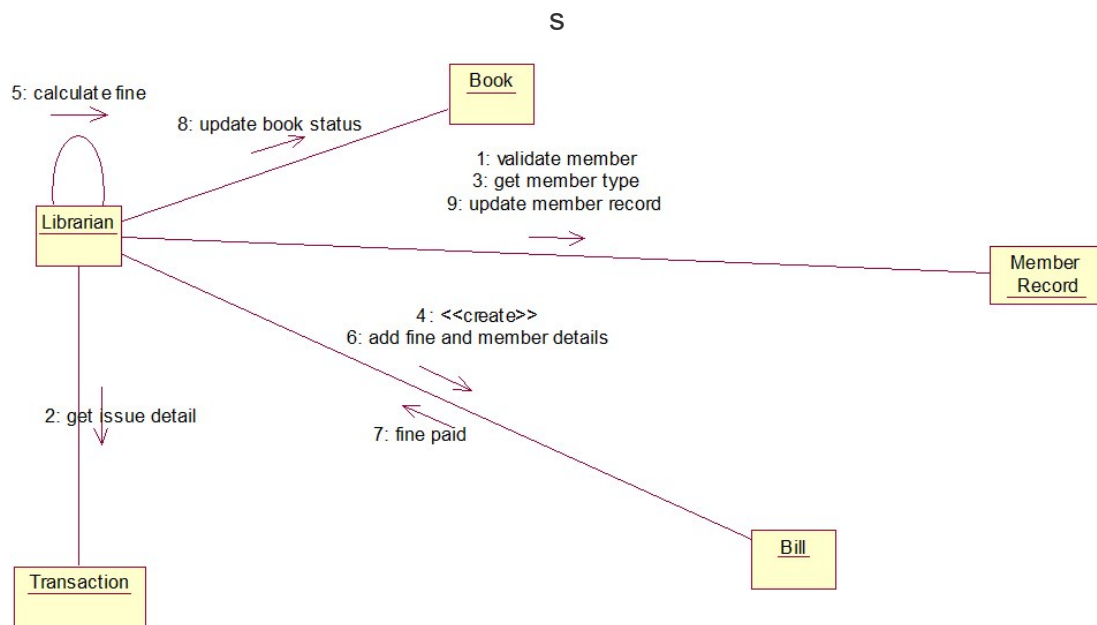 s
5: calculate fine
Book
8: update book status
1: validate member
3: get member type
9: update member record
Librarian
Member
Record
4: <<create>>
6: add fine and member details
2: get issue detail
7: fine paid
Bill
Transaction